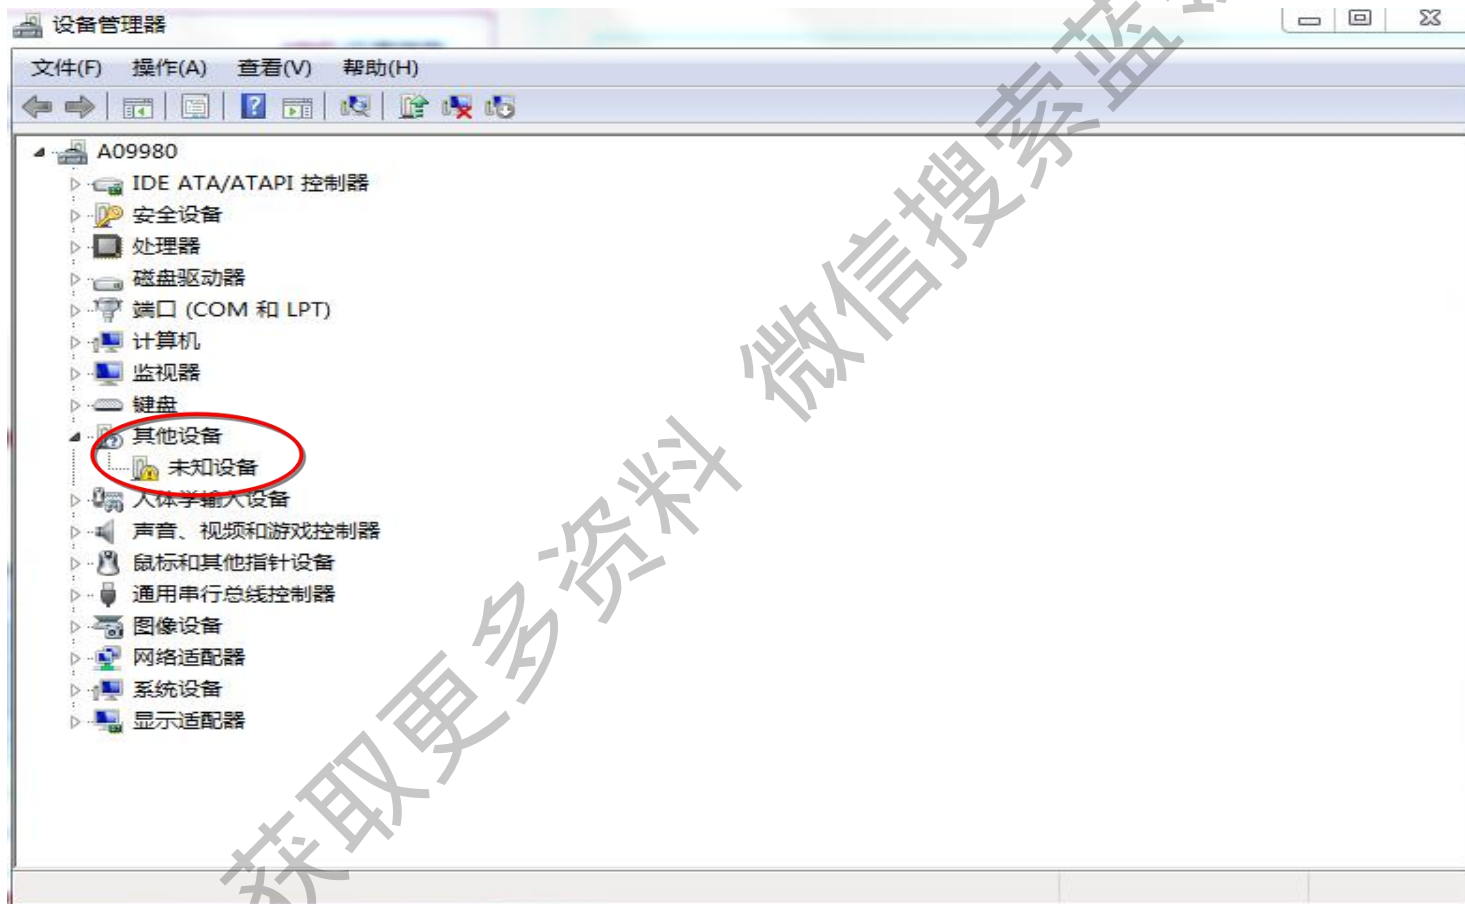 设备管理器
文件(F) 操作(A) 查看(V) 帮助(H)
A09980
IDE ATA/ATAPI 控制器
安全设备
处理器
磁盘驱动器
端口 (COM 和 LPT)
计算机
监视器
键盘
其他设备
未知设备
人体学输入设备
声音、视频和游戏控制器
鼠标和其他指针设备
通用串行总线控制器
图像设备
网络适配器
系统设备
显示适配器
获取更多资料 微信搜索蓝